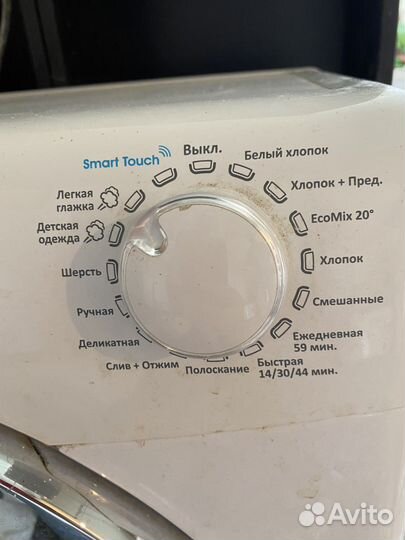 Smart Touch
Выкл.
Белый хлопок
Хлопок + Пред.
EcoMix 20°
Хлопок
Смешанные
Ежедневная
59 мин.
Быстрая
14/30/44 мин.
Полоскание
Слив + Отжим
Деликатная
Ручная
Шерсть
Детская
одежда
Легкая
глажка
Avito